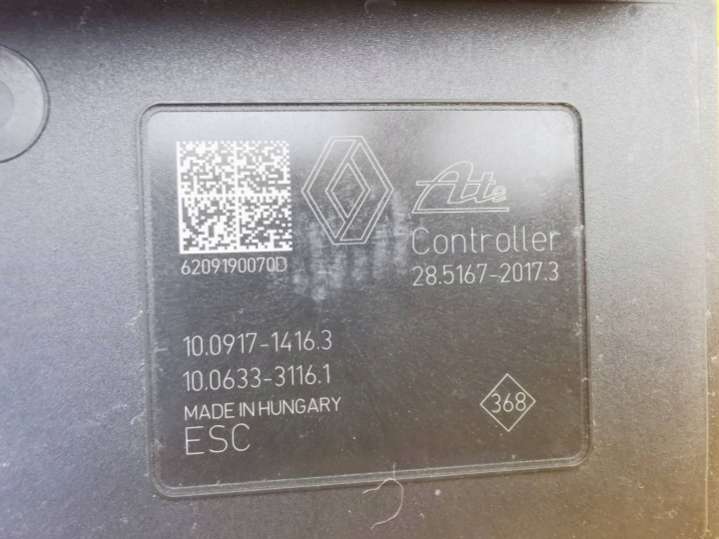 Ate
Controller
6209190070D
28.5167-2017.3
10.0917-1416.3
10.0633-3116.1
MADE IN HUNGARY
368
ESC